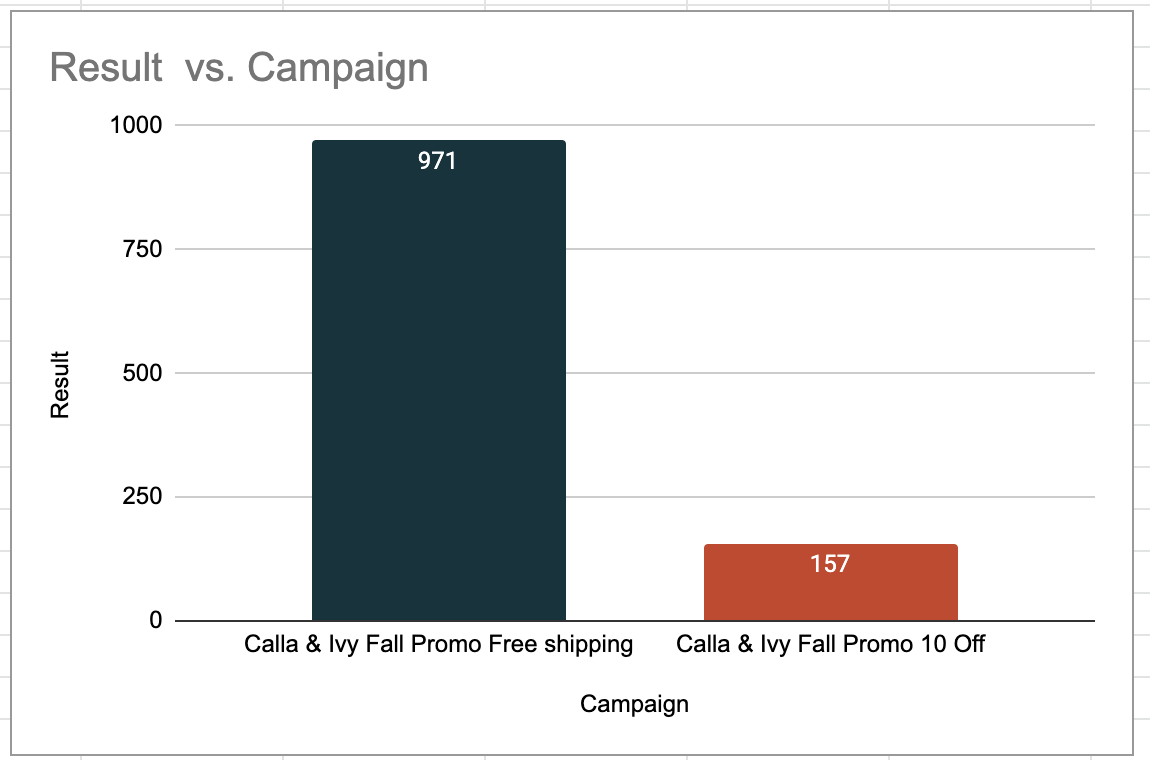 Result  vs. Campaign
1000
971
750
500
Result
250
157
0
Calla & Ivy Fall Promo Free shipping
Calla & Ivy Fall Promo 10 Off
Campaign